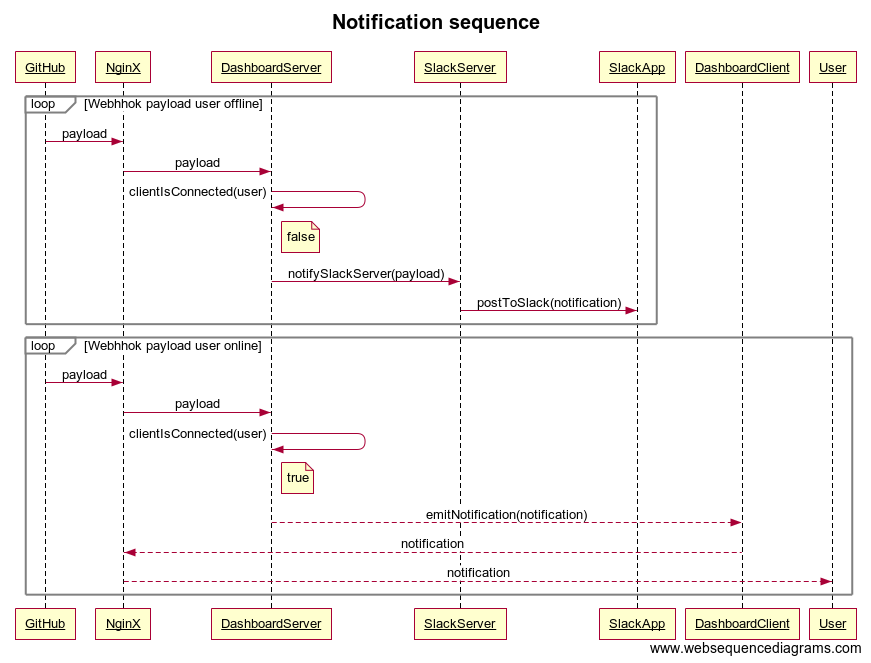 Notification sequence
GitHub NginX DashboardServer SlackServer SlackApp DashboardClient User
loop [Webhhok payload user offline]
payload
payload
clientIsConnected(user)
false
notifySlackServer(payload)
postToSlack(notification)
loop [Webhhok payload user online]
payload
payload
clientIsConnected(user)
true
emitNotification(notification)
notification
notification
GitHub NginX DashboardServer SlackServer SlackApp DashboardClient User
www.websequencediagrams.com